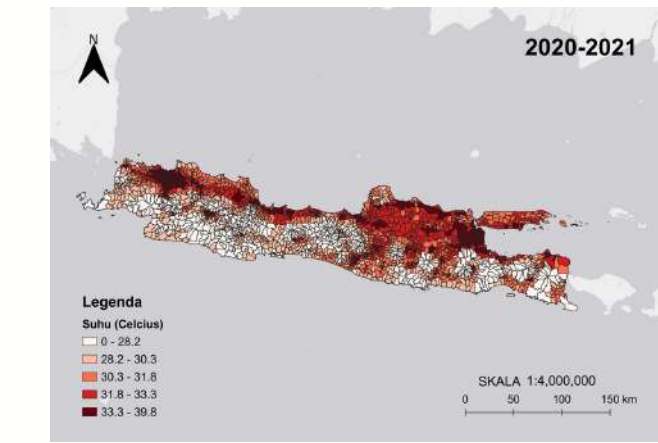 N
2020-2021
Legenda
Suhu (Celcius)
0 - 28.2
28.2 - 30.3
30.3 - 31.8
31.8 - 33.3
33.3 - 39.8
SKALA 1:4,000,000
0 50 100 150 km